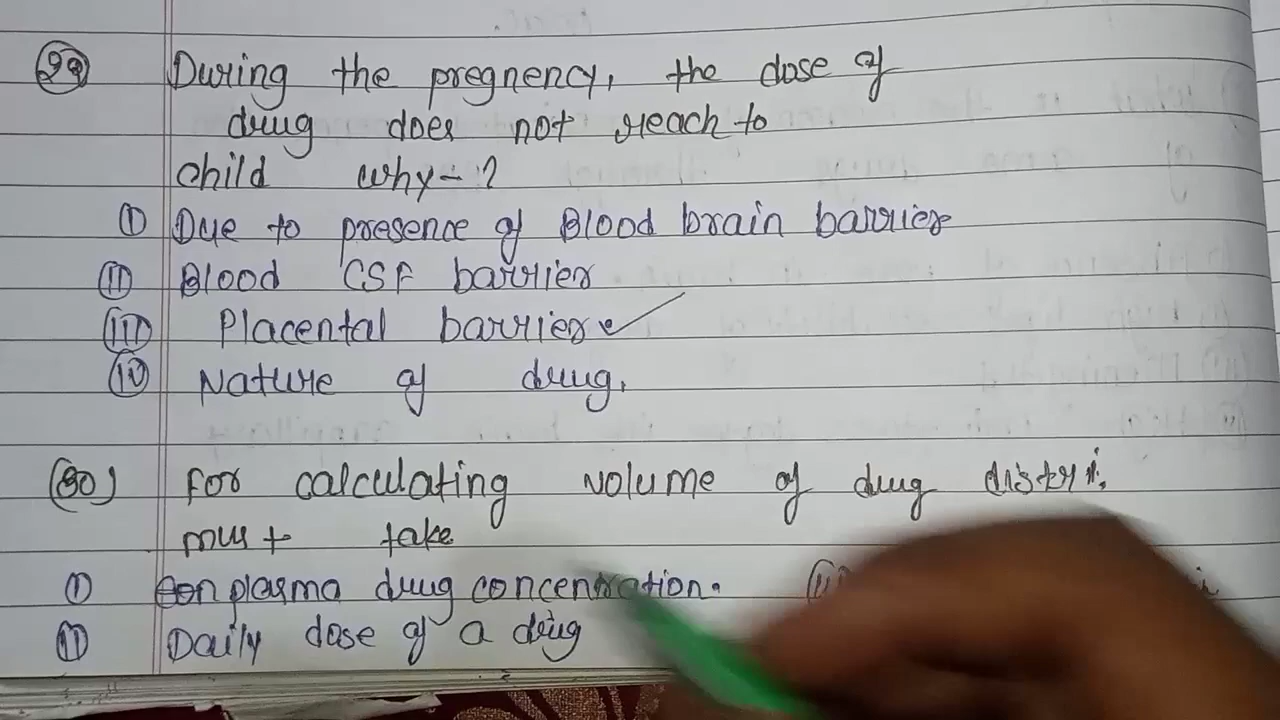 29 During the pregnency, the dose of
drug does not reach to
child why-?
I Due to presence of Blood brain barrier
II Blood CSF barrier
III Placental barrier ✓
IV Nature of drug.
30) For calculating volume of drug distri.
must take
I plasma drug concentration.
II Daily dose of a drug